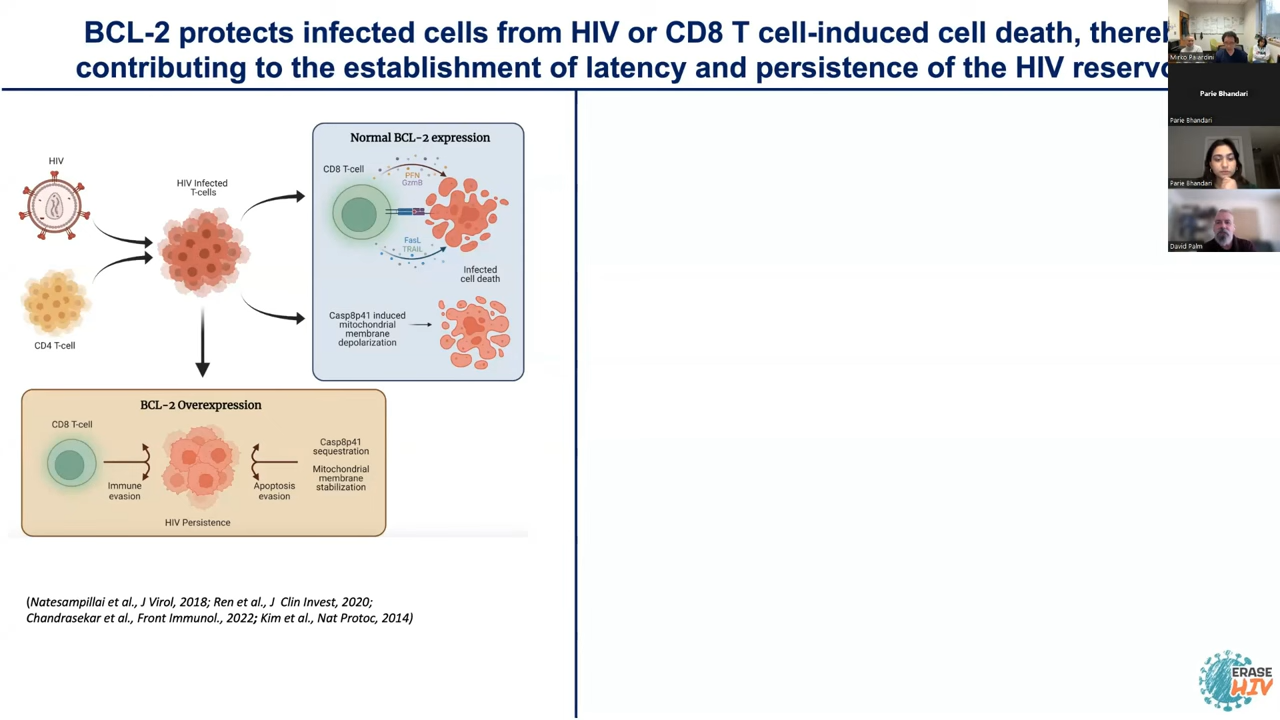 BCL-2 protects infected cells from HIV or CD8 T cell-induced cell death,
contributing to the establishment of latency and persistence of the HIV
HIV
HIV Infected
T-cells
CD4 T-cell
Normal BCL-2 expression
CD8 T-cell
PFN
GzmB
FasL
TRAIL
Infected
cell death
Casp8p41 induced
mitochondrial
membrane
depolarization
BCL-2 Overexpression
CD8 T-cell
Immune
evasion
Apoptosis
evasion
Casp8p41
sequestration
Mitochondrial
membrane
stabilization
HIV Persistence
(Natesampillai et al., J Virol, 2018; Ren et al., J Clin Invest, 2020;
Chandrasekar et al., Front Immunol., 2022; Kim et al., Nat Protoc, 2014)
Mirko Paiardini
Parie Bhandari
Parie Bhandari
Parie Bhandari
David Palm
ERASE
HIV